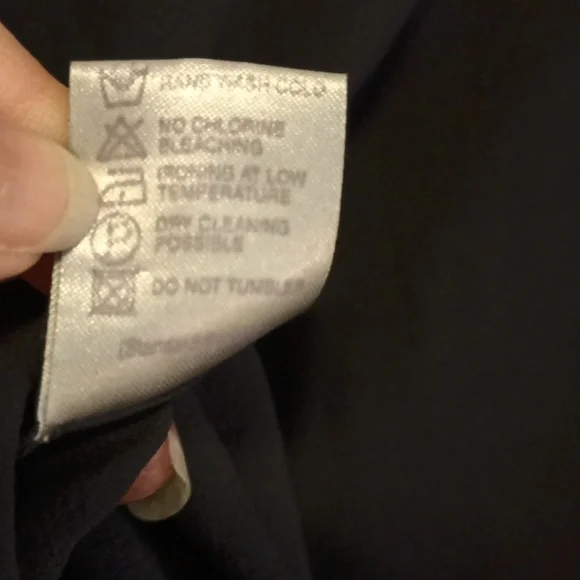 HAND WASH COLD
NO CHLORINE
BLEACHING
IRONING AT LOW
TEMPERATURE
DRY CLEANING
POSSIBLE
DO NOT TUMBLE